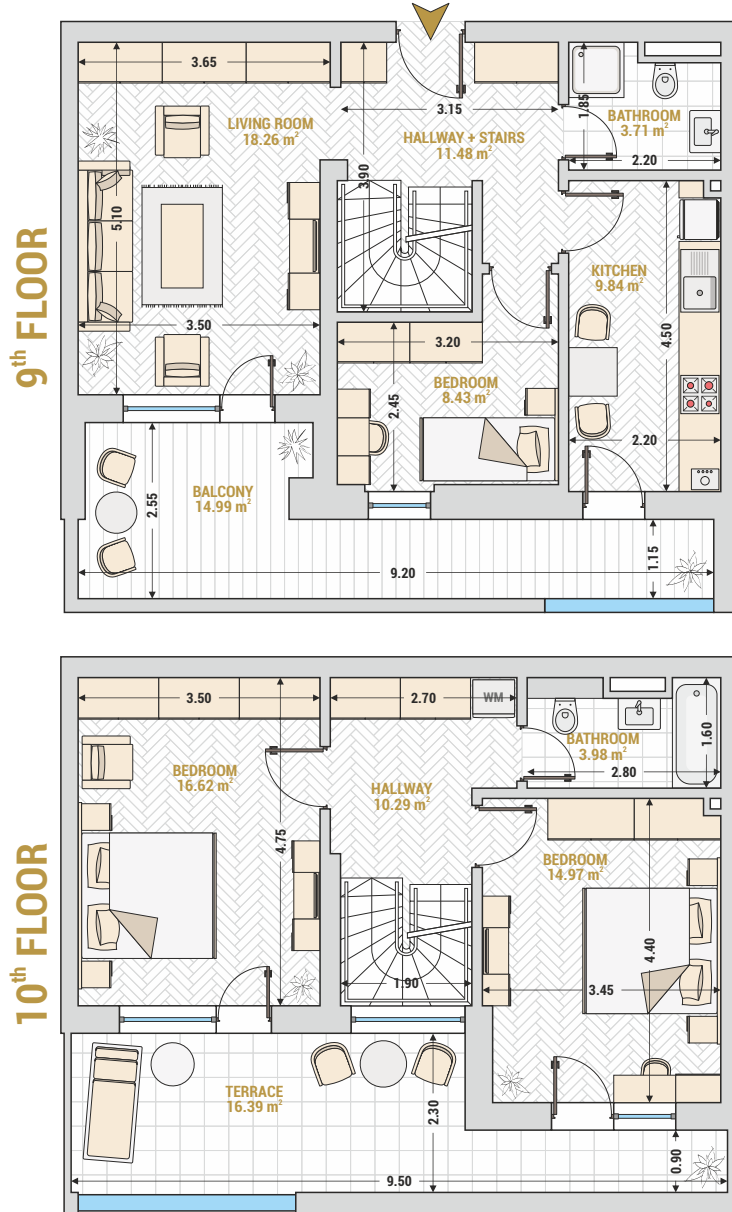 9th FLOOR
3.65
LIVING ROOM
18.26 m²
5.10
3.50
3.15
HALLWAY + STAIRS
11.48 m²
3.90
1.85
BATHROOM
3.71 m²
2.20
KITCHEN
9.84 m²
4.50
2.20
3.20
BEDROOM
8.43 m²
2.45
BALCONY
14.99 m²
2.55
9.20
1.15
10th FLOOR
3.50
BEDROOM
16.62 m²
4.75
2.70
WM
HALLWAY
10.29 m²
1.90
BATHROOM
3.98 m²
2.80
1.60
BEDROOM
14.97 m²
4.40
3.45
TERRACE
16.39 m²
2.30
9.50
0.90